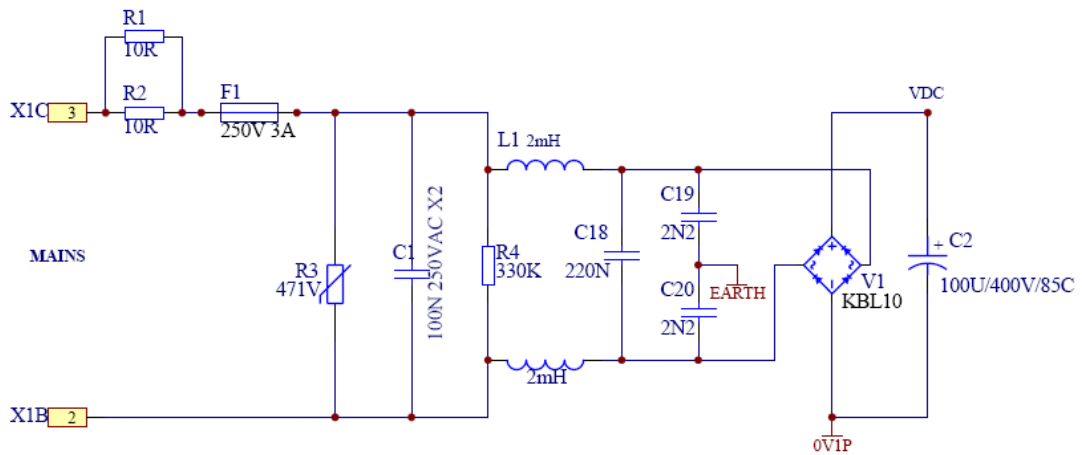 R1
10R
X1C 3
R2
10R
F1
250V 3A
VDC
L1 2mH
MAINS
R3
471V
C1
100N 250VAC X2
R4
330K
C18
220N
C19
2N2
EARTH
C20
2N2
+
-
~
~
V1
KBL10
+
C2
100U/400V/85C
2mH
X1B 2
0V1P